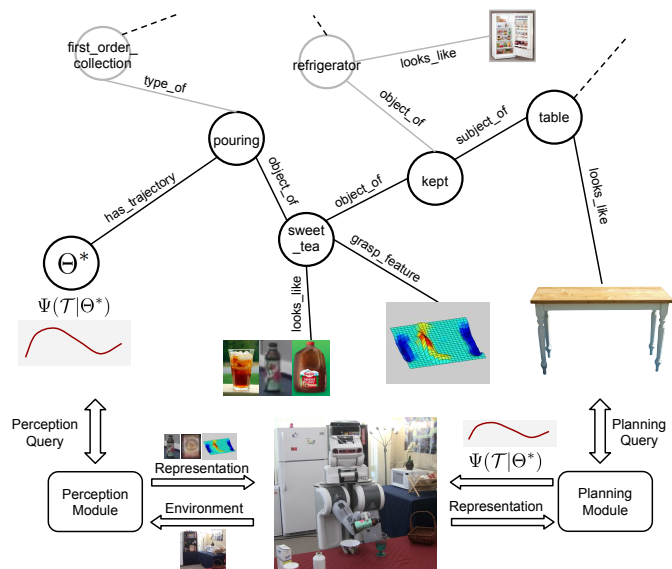 first_order_
collection
refrigerator
looks_like
type_of
object_of
subject_of
table
pouring
kept
has_trajectory
object_of
object_of
looks_like
sweet
_tea
grasp_feature
Θ*
looks_like
Ψ(𝒯|Θ*)
Perception
Query
Planning
Query
Representation
Ψ(𝒯|Θ*)
Perception
Module
Environment
Representation
Planning
Module